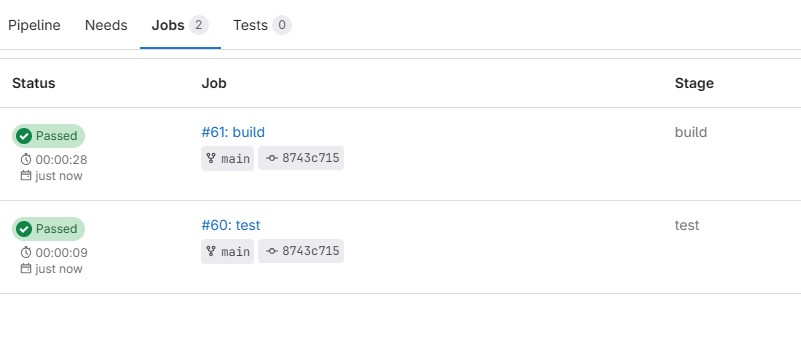 Pipeline Needs Jobs 2 Tests 0
Status Job Stage
Passed #61: build build
00:00:28 main 8743c715
just now
Passed #60: test test
00:00:09 main 8743c715
just now